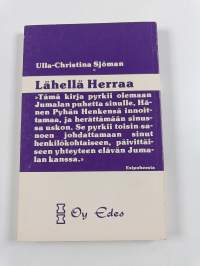 Ulla-Christina Sjöman
Lähellä Herraa
»Tämä kirja pyrkii olemaan
Jumalan puhetta sinulle, Hä-
nen Pyhän Henkensä innoit-
tamaa, ja herättämään sinus-
sa uskon. Se pyrkii toisin sa-
noen johdattamaan sinut
henkilökohtaiseen, päivittäi-
seen yhteyteen elävän Juma-
lan kanssa.»
Esipuheesta
Oy Edes